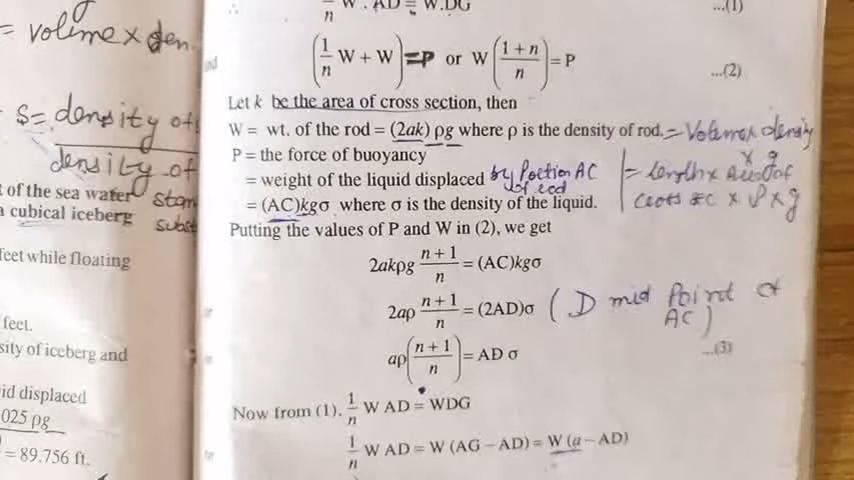 = volume x den
S = density of
density of
of the sea water stan
a cubical iceberg subst
feet while floating
feet.
sity of iceberg and
id displaced
025 ρg
= 89.756 ft.
∴ 1/n W . AD = W.DG ...(1)
(1/n W + W) = P or W ((1 + n)/n) = P ...(2)
Let k be the area of cross section, then
W = wt. of the rod = (2ak) ρg where ρ is the density of rod. = Volume x density x g
P = the force of buoyancy
= weight of the liquid displaced by Portion AC of rod = length x Area of
= (AC)kgσ where σ is the density of the liquid. x ρ x g
Putting the values of P and W in (2), we get
2akρg (n + 1)/n = (AC)kgσ
2aρ (n + 1)/n = (2AD)σ ( D mid Point of AC )
aρ((n + 1)/n) = AD σ ...(3)
Now from (1), 1/n W AD = WDG
1/n W AD = W (AG – AD) = W (a – AD)